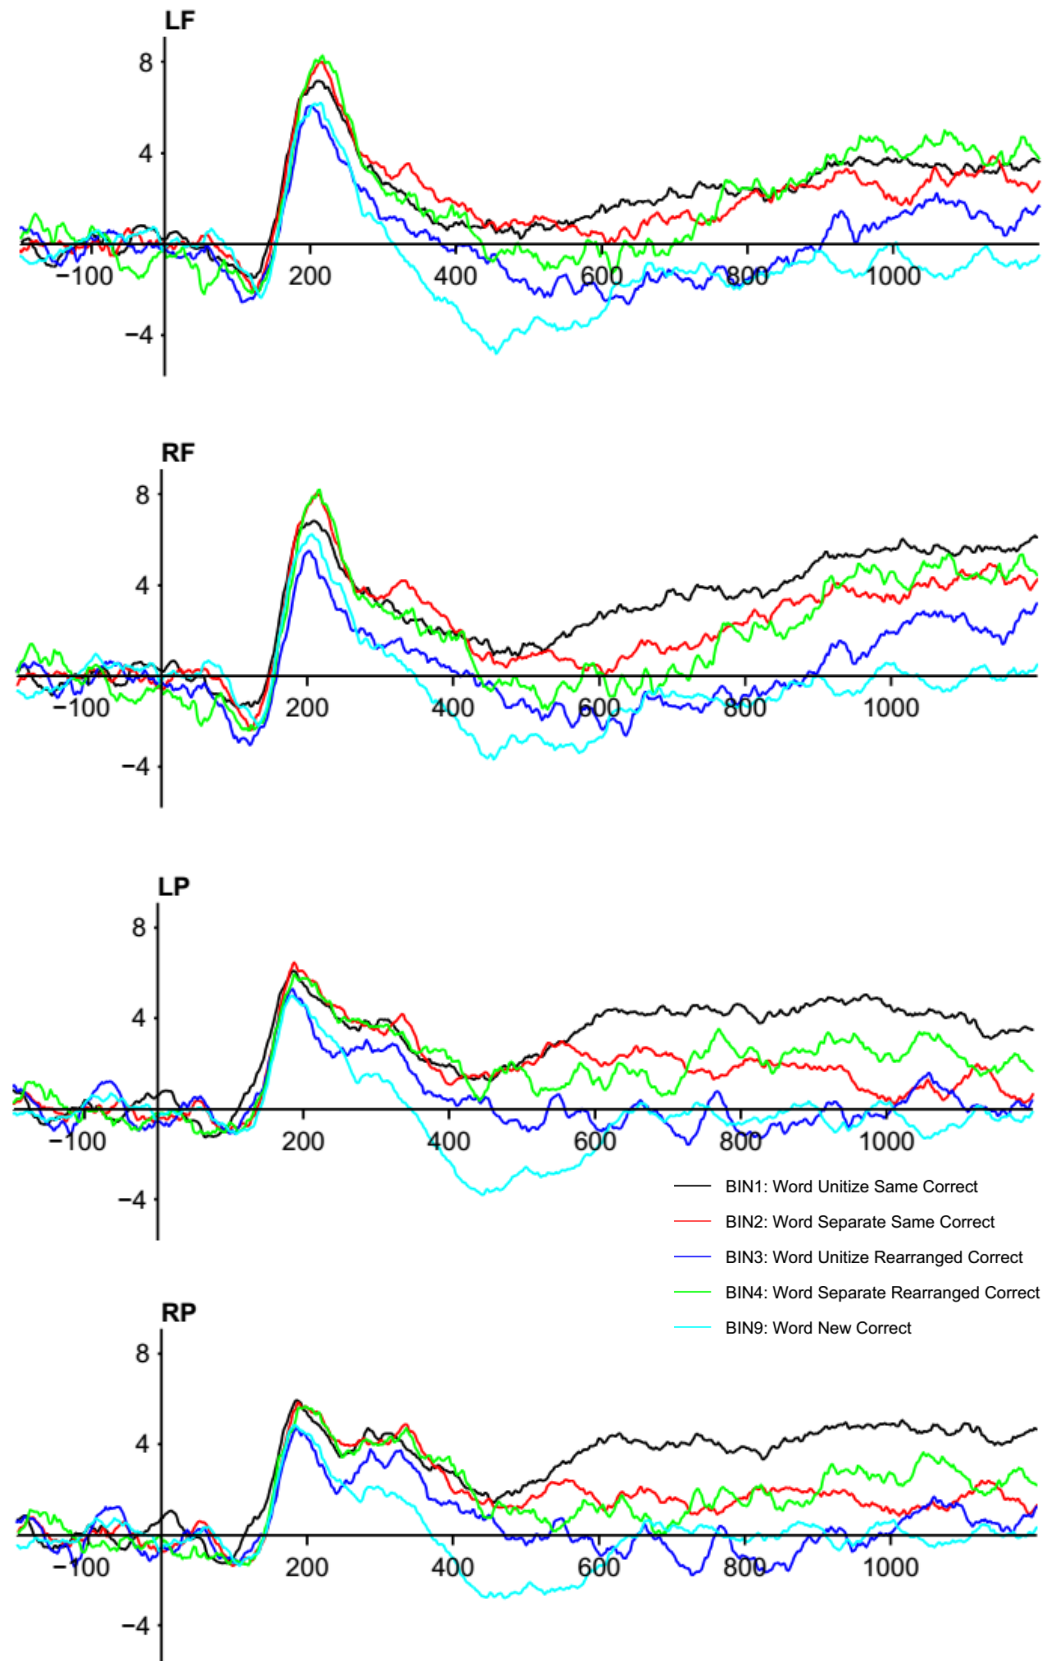 LF
8
4
−100 200 400 600 800 1000
−4
RF
8
4
−100 200 400 600 800 1000
−4
LP
8
4
−100 200 400 600 800 1000
−4
BIN1: Word Unitize Same Correct
BIN2: Word Separate Same Correct
BIN3: Word Unitize Rearranged Correct
BIN4: Word Separate Rearranged Correct
BIN9: Word New Correct
RP
8
4
−100 200 400 600 800 1000
−4